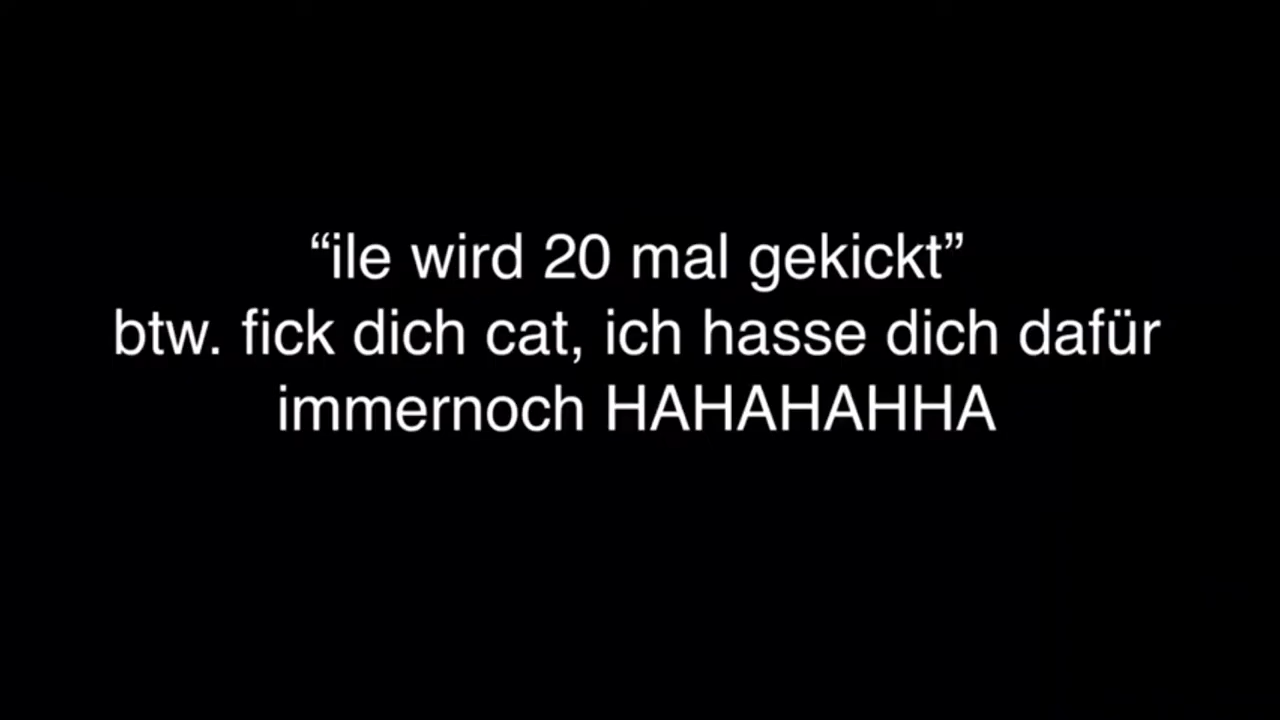 “ile wird 20 mal gekickt”
btw. fick dich cat, ich hasse dich dafür
immernoch HAHAHAHHA